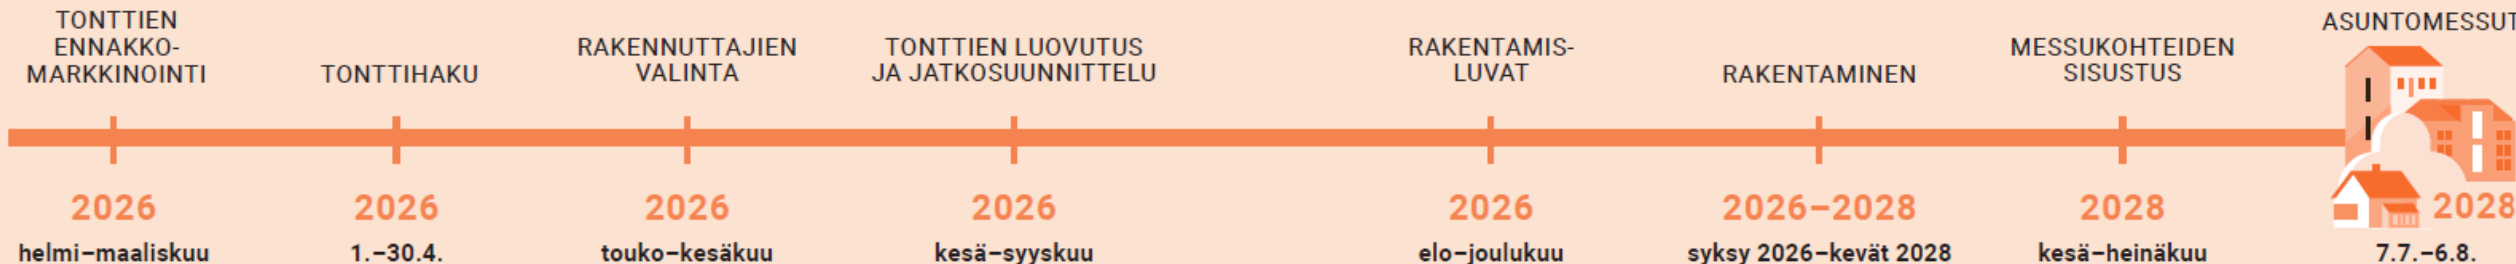 TONTTIEN
ENNAKKO-
MARKKINOINTI
2026
helmi–maaliskuu
TONTTIHAKU
2026
1.–30.4.
RAKENNUTTAJIEN
VALINTA
2026
touko–kesäkuu
TONTTIEN LUOVUTUS
JA JATKOSUUNNITTELU
2026
kesä–syyskuu
RAKENTAMIS-
LUVAT
2026
elo–joulukuu
RAKENTAMINEN
2026–2028
syksy 2026–kevät 2028
MESSUKOHTEIDEN
SISUSTUS
2028
kesä–heinäkuu
ASUNTOMESSUT
2028
7.7.–6.8.